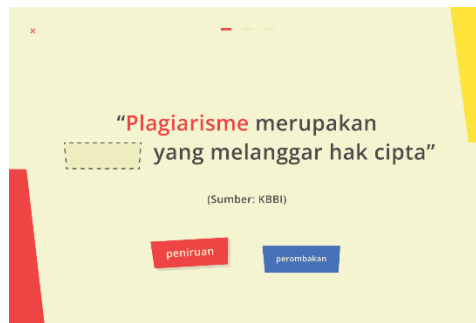 ×
“Plagiarisme merupakan
yang melanggar hak cipta”
(Sumber: KBBI)
peniruan
perombakan